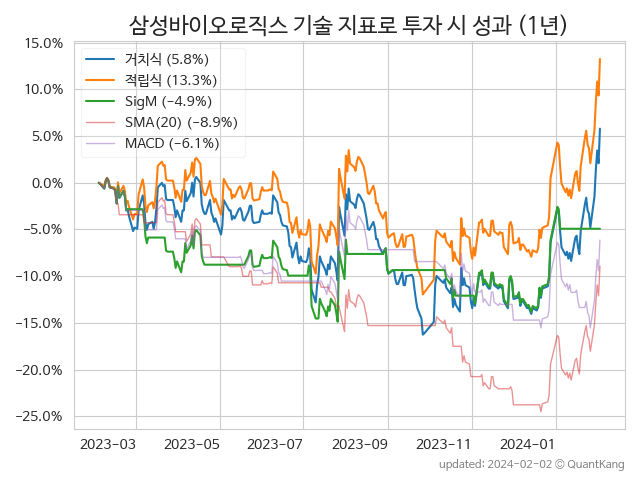 삼성바이오로직스 기술 지표로 투자 시 성과 (1년)
15.0%
10.0%
5.0%
0.0%
−5.0%
−10.0%
−15.0%
−20.0%
−25.0%
거치식 (5.8%)
적립식 (13.3%)
SigM (−4.9%)
SMA(20) (−8.9%)
MACD (−6.1%)
2023-03 2023-05 2023-07 2023-09 2023-11 2024-01
updated: 2024-02-02 © QuantKang